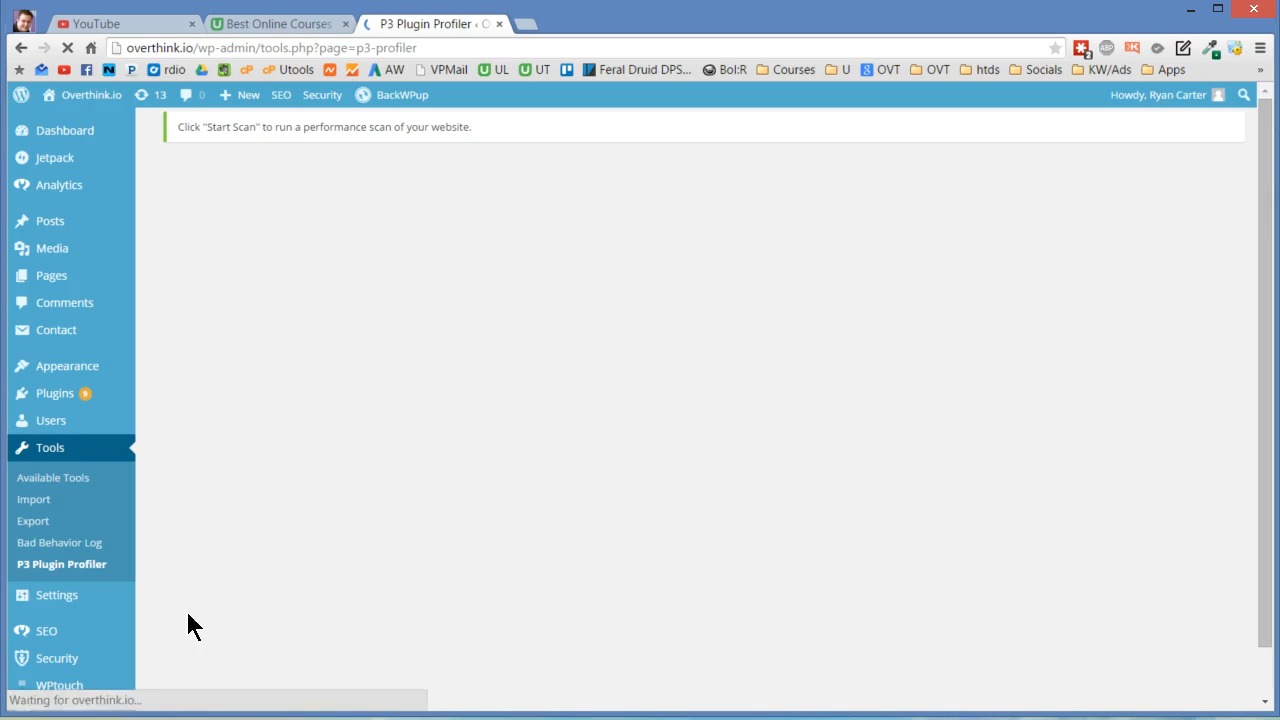 YouTube
Best Online Courses
P3 Plugin Profiler ‹ O
overthink.io/wp-admin/tools.php?page=p3-profiler
2
ABP
rdio
cP
cP Utools
AW
VPMail
UL
UT
Feral Druid DPS...
Bol:R
Courses
U
OVT
OVT
htds
Socials
KW/Ads
Apps
»
Overthink.io
13
0
New
SEO
Security
BackWPup
Howdy, Ryan Carter
Click "Start Scan" to run a performance scan of your website.
Dashboard
Jetpack
Analytics
Posts
Media
Pages
Comments
Contact
Appearance
Plugins 9
Users
Tools
Available Tools
Import
Export
Bad Behavior Log
P3 Plugin Profiler
Settings
SEO
Security
WPtouch
Waiting for overthink.io...